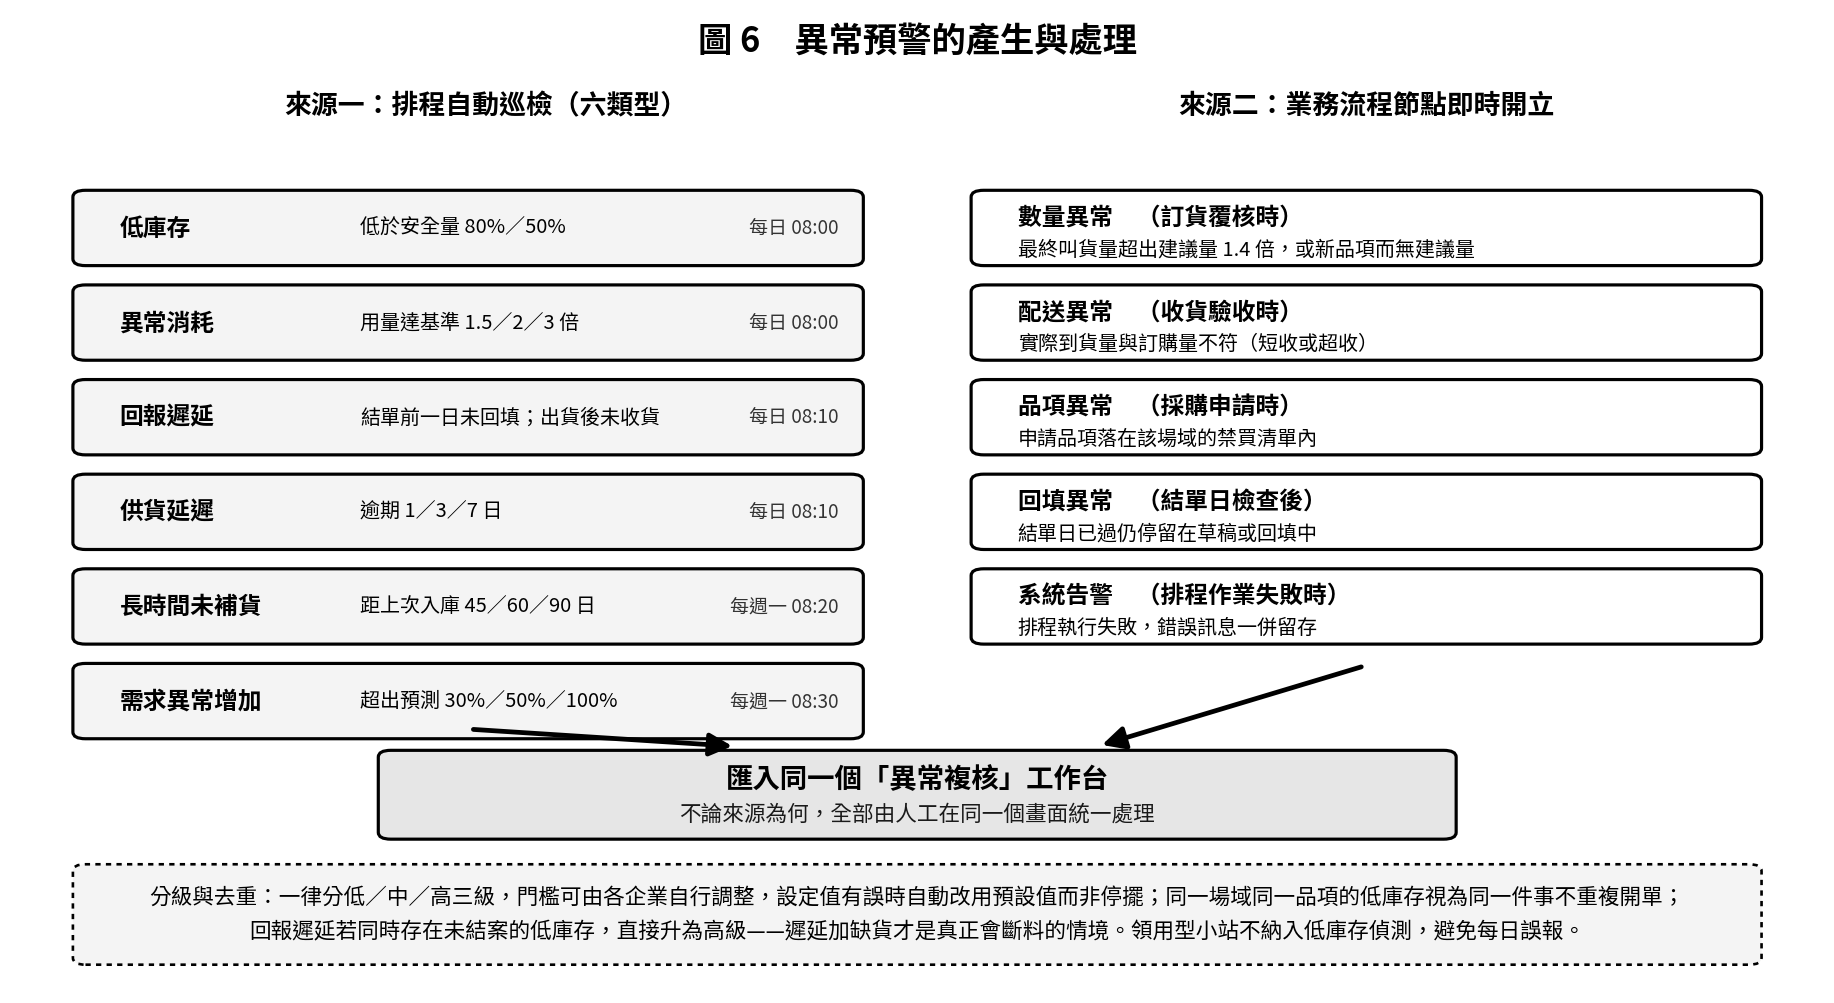 圖 6　異常預警的產生與處理
來源一：排程自動巡檢（六類型）
低庫存　低於安全量 80%／50%　每日 08:00
異常消耗　用量達基準 1.5／2／3 倍　每日 08:00
回報遲延　結單前一日未回填；出貨後未收貨　每日 08:10
供貨延遲　逾期 1／3／7 日　每日 08:10
長時間未補貨　距上次入庫 45／60／90 日　每週一 08:20
需求異常增加　超出預測 30%／50%／100%　每週一 08:30
來源二：業務流程節點即時開立
數量異常　（訂貨覆核時）
最終叫貨量超出建議量 1.4 倍，或新品項而無建議量
配送異常　（收貨驗收時）
實際到貨量與訂購量不符（短收或超收）
品項異常　（採購申請時）
申請品項落在該場域的禁買清單內
回填異常　（結單日檢查後）
結單日已過仍停留在草稿或回填中
系統告警　（排程作業失敗時）
排程執行失敗，錯誤訊息一併留存
匯入同一個「異常複核」工作台
不論來源為何，全部由人工在同一個畫面統一處理
分級與去重：一律分低／中／高三級，門檻可由各企業自行調整，設定值有誤時自動改用預設值而非停擺；同一場域同一品項的低庫存視為同一件事不重複開單；
回報遲延若同時存在未結案的低庫存，直接升為高級——遲延加缺貨才是真正會斷料的情境。領用型小站不納入低庫存偵測，避免每日誤報。